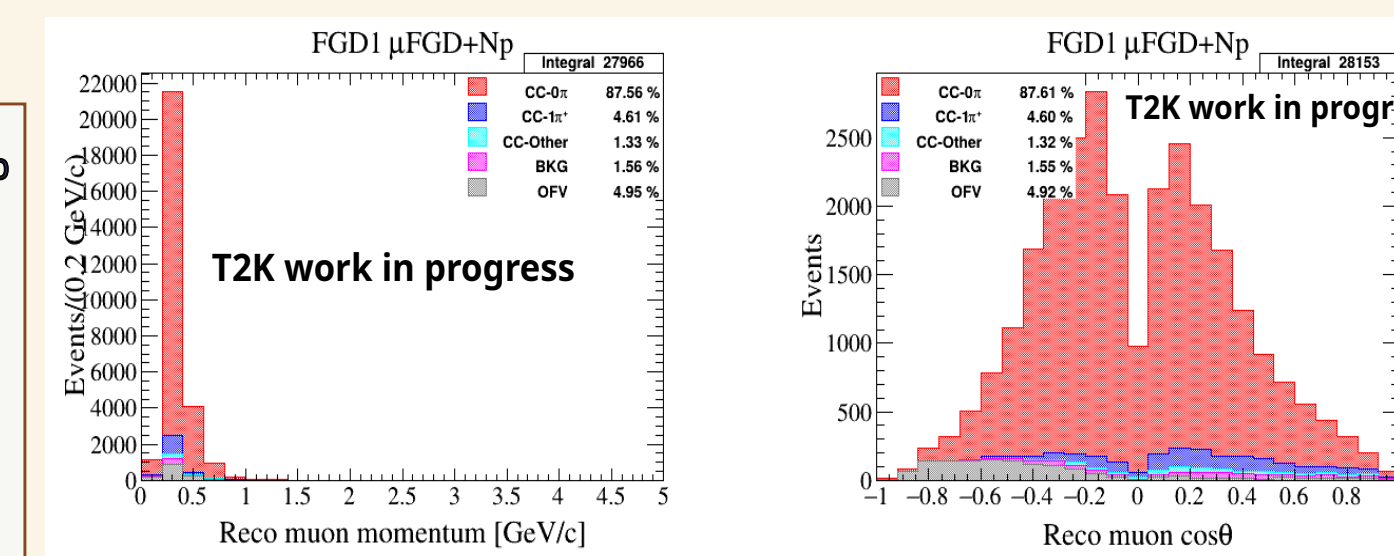 FGD1 μFGD+Np
Integral 27966
CC-0π 87.56 %
CC-1π⁺ 4.61 %
CC-Other 1.33 %
BKG 1.56 %
OFV 4.95 %
T2K work in progress
Events/(0.2 GeV/c)
22000
20000
18000
16000
14000
12000
10000
8000
6000
4000
2000
0
0 0.5 1 1.5 2 2.5 3 3.5 4 4.5 5
Reco muon momentum [GeV/c]
FGD1 μFGD+Np
Integral 28153
CC-0π 87.61 %
CC-1π⁺ 4.60 %
CC-Other 1.32 %
BKG 1.55 %
OFV 4.92 %
T2K work in progr
Events
2500
2000
1500
1000
500
0
−1 −0.8 −0.6 −0.4 −0.2 0 0.2 0.4 0.6 0.8
Reco muon cosθ